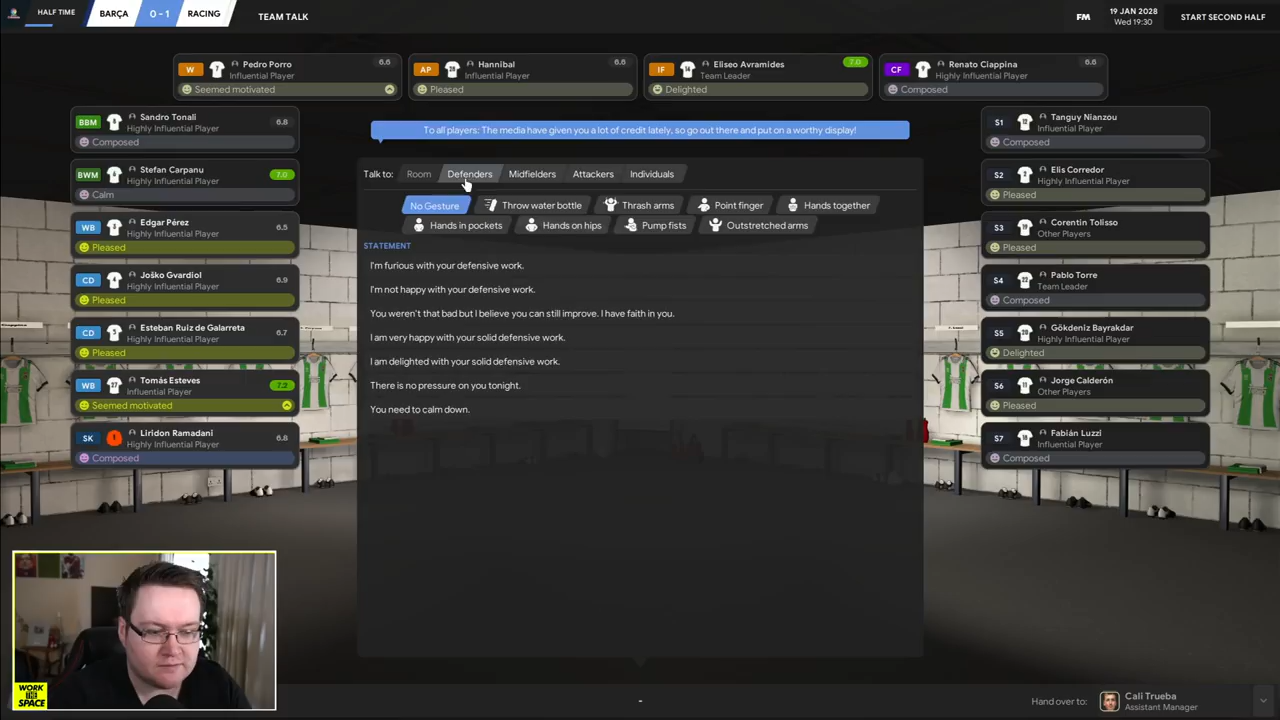 HALF TIME
BARÇA
0 - 1
RACING
TEAM TALK
FM
19 JAN 2028
Wed 19:30
START SECOND HALF
W
7
Pedro Porro
6.6
Influential Player
Seemed motivated
AP
Hannibal
6.6
Influential Player
Pleased
IF
14
Eliseo Avramides
7.0
Team Leader
Delighted
CF
9
Renato Ciappina
6.6
Highly Influential Player
Composed
BBM
8
Sandro Tonali
6.8
Highly Influential Player
Composed
BWM
Stefan Carpanu
7.0
Highly Influential Player
Calm
WB
Edgar Pérez
6.5
Highly Influential Player
Pleased
CD
4
Joško Gvardiol
6.9
Highly Influential Player
Pleased
CD
5
Esteban Ruiz de Galarreta
6.7
Highly Influential Player
Pleased
WB
27
Tomás Esteves
7.2
Influential Player
Seemed motivated
SK
1
Liridon Ramadani
6.8
Highly Influential Player
Composed
To all players: The media have given you a lot of credit lately, so go out there and put on a worthy display!
Talk to:
Room
Defenders
Midfielders
Attackers
Individuals
No Gesture
Throw water bottle
Thrash arms
Point finger
Hands together
Hands in pockets
Hands on hips
Pump fists
Outstretched arms
STATEMENT
I'm furious with your defensive work.
I'm not happy with your defensive work.
You weren't that bad but I believe you can still improve. I have faith in you.
I am very happy with your solid defensive work.
I am delighted with your solid defensive work.
There is no pressure on you tonight.
You need to calm down.
S1
12
Tanguy Nianzou
Influential Player
Composed
S2
Elis Corredor
Highly Influential Player
Pleased
S3
19
Corentin Tolisso
Other Players
Pleased
S4
22
Pablo Torre
Team Leader
Composed
S5
20
Gökdeniz Bayrakdar
Highly Influential Player
Delighted
S6
11
Jorge Calderón
Other Players
Pleased
S7
18
Fabián Luzzi
Influential Player
Composed
WORK
THE
SPACE
-
Hand over to:
Cali Trueba
Assistant Manager